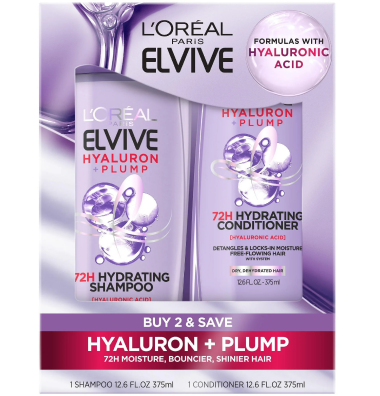 L'ORÉAL
PARIS
ELVIVE
FORMULAS WITH
HYALURONIC
ACID
L'ORÉAL
PARIS
ELVIVE
HYALURON
+ PLUMP
72H HYDRATING
SHAMPOO
[HYALURONIC ACID]
HYALURON
+ PLUMP
72H HYDRATING
CONDITIONER
[HYALURONIC ACID]
DETANGLES & LOCKS-IN MOISTURE
FREE-FLOWING HAIR
WITH SYSTEM
DRY, DEHYDRATED HAIR
12.6 FL.OZ - 375ml
BUY 2 & SAVE
HYALURON + PLUMP
72H MOISTURE, BOUNCIER, SHINIER HAIR
1 SHAMPOO 12.6 FL.OZ 375ml
1 CONDITIONER 12.6 FL.OZ 375ml